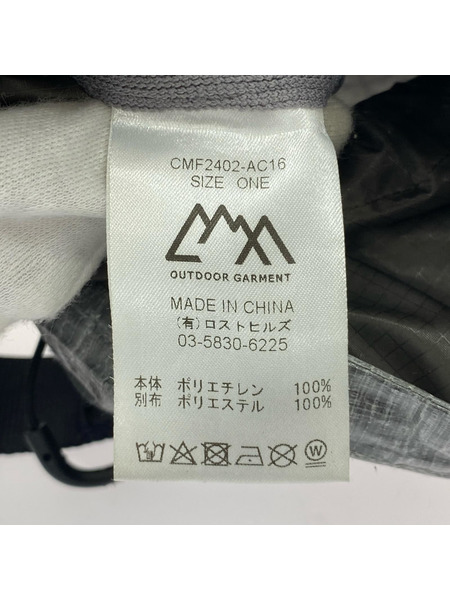 CMF2402-AC16
SIZE ONE
OUTDOOR GARMENT
MADE IN CHINA
(有)ロストヒルズ
03-5830-6225
本体 ポリエチレン 100%
別布 ポリエステル 100%
W